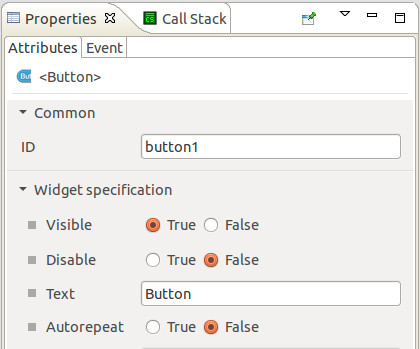 Properties Call Stack
Attributes Event
<Button>
Common
ID button1
Widget specification
Visible True False
Disable True False
Text Button
Autorepeat True False